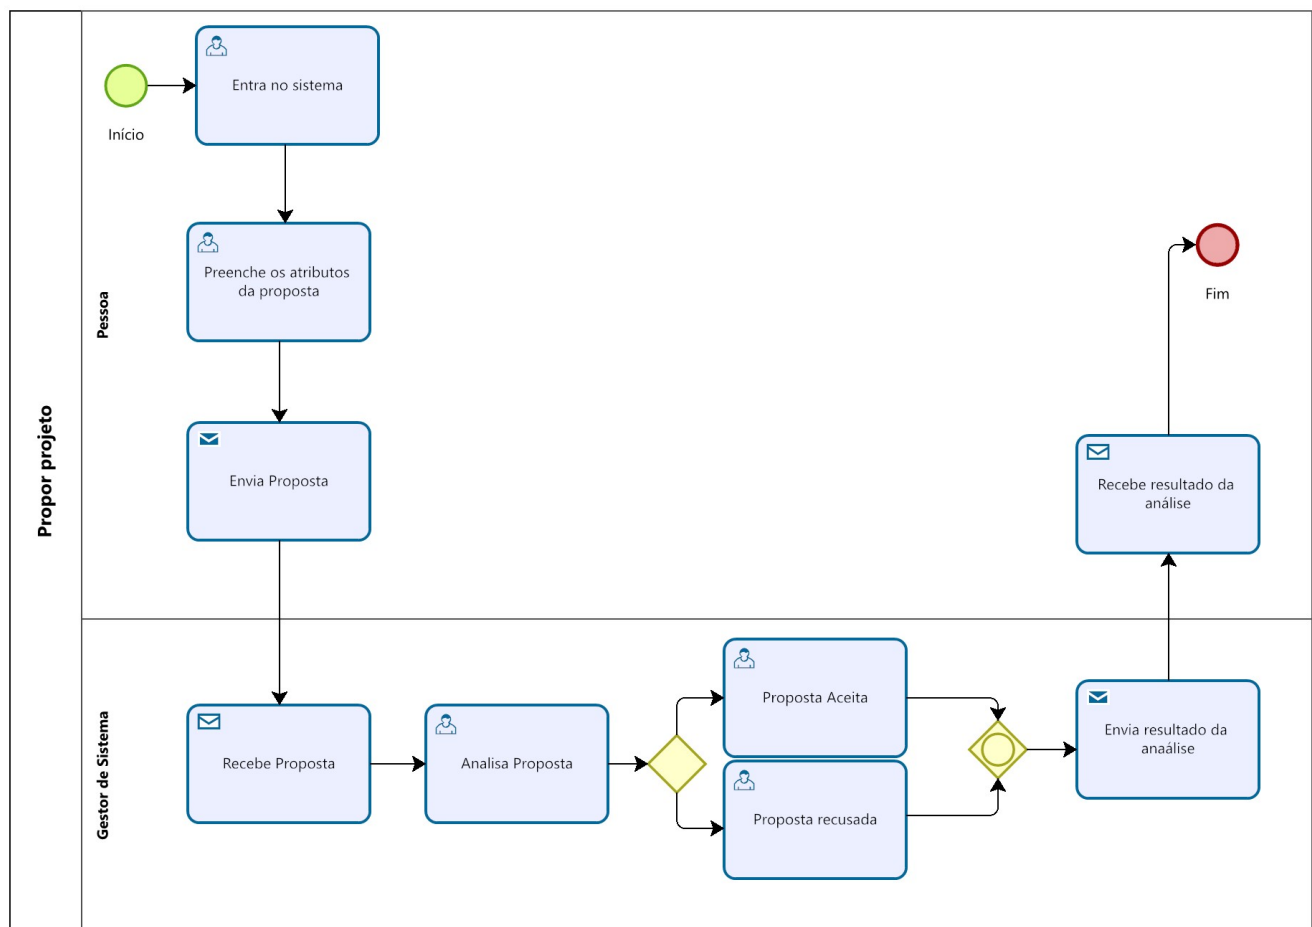 Propor projeto
Pessoa
Gestor de Sistema
Início
Entra no sistema
Preenche os atributos
da proposta
Envia Proposta
Recebe Proposta
Analisa Proposta
Proposta Aceita
Proposta recusada
Envia resultado da
anaálise
Recebe resultado da
análise
Fim